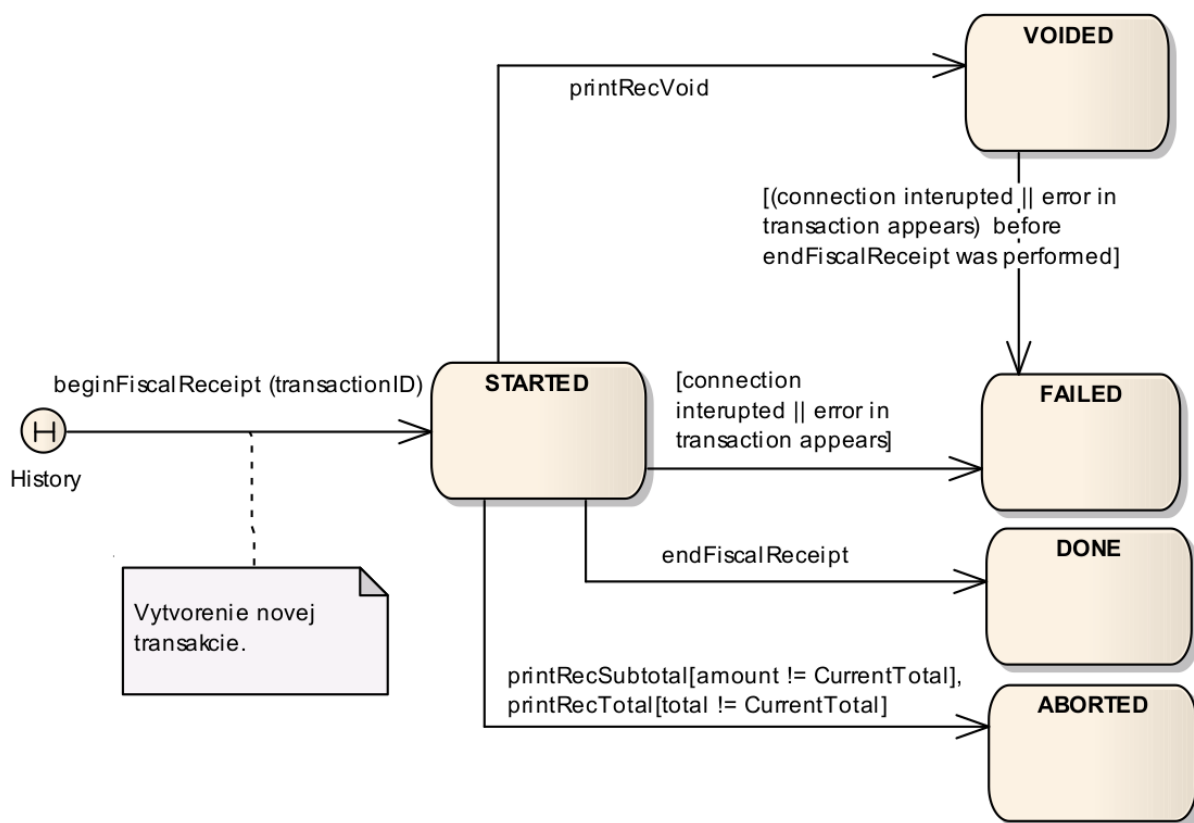 VOIDED
printRecVoid
[(connection interupted || error in
transaction appears)  before
endFiscalReceipt was performed]
beginFiscalReceipt (transactionID)
STARTED
[connection
interupted || error in
transaction appears]
FAILED
H
History
endFiscalReceipt
DONE
Vytvorenie novej
transakcie.
printRecSubtotal[amount != CurrentTotal],
printRecTotal[total != CurrentTotal]
ABORTED